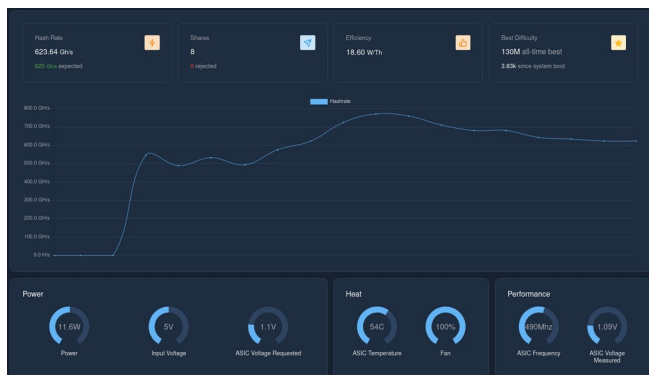 Hash Rate
623.64 Gh/s
625 Gh/s expected
Shares
8
0 rejected
Efficiency
18.60 W/Th
Best Difficulty
130M all-time best
3.83k since system boot
Hashrate
800.0 GH/s
700.0 GH/s
600.0 GH/s
500.0 GH/s
400.0 GH/s
300.0 GH/s
200.0 GH/s
100.0 GH/s
0.0 H/s
Power
11.6W
Power
5V
Input Voltage
1.1V
ASIC Voltage Requested
Heat
54C
ASIC Temperature
100%
Fan
Performance
490Mhz
ASIC Frequency
1.09V
ASIC Voltage
Measured